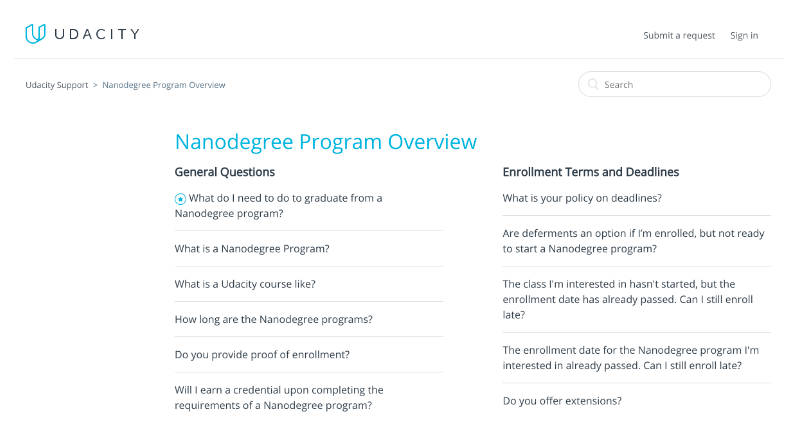 UDACITY
Submit a request Sign in
Udacity Support > Nanodegree Program Overview
Search
Nanodegree Program Overview
General Questions
What do I need to do to graduate from a
Nanodegree program?
What is a Nanodegree Program?
What is a Udacity course like?
How long are the Nanodegree programs?
Do you provide proof of enrollment?
Will I earn a credential upon completing the
requirements of a Nanodegree program?
Enrollment Terms and Deadlines
What is your policy on deadlines?
Are deferments an option if I'm enrolled, but not ready
to start a Nanodegree program?
The class I'm interested in hasn't started, but the
enrollment date has already passed. Can I still enroll
late?
The enrollment date for the Nanodegree program I'm
interested in already passed. Can I still enroll late?
Do you offer extensions?